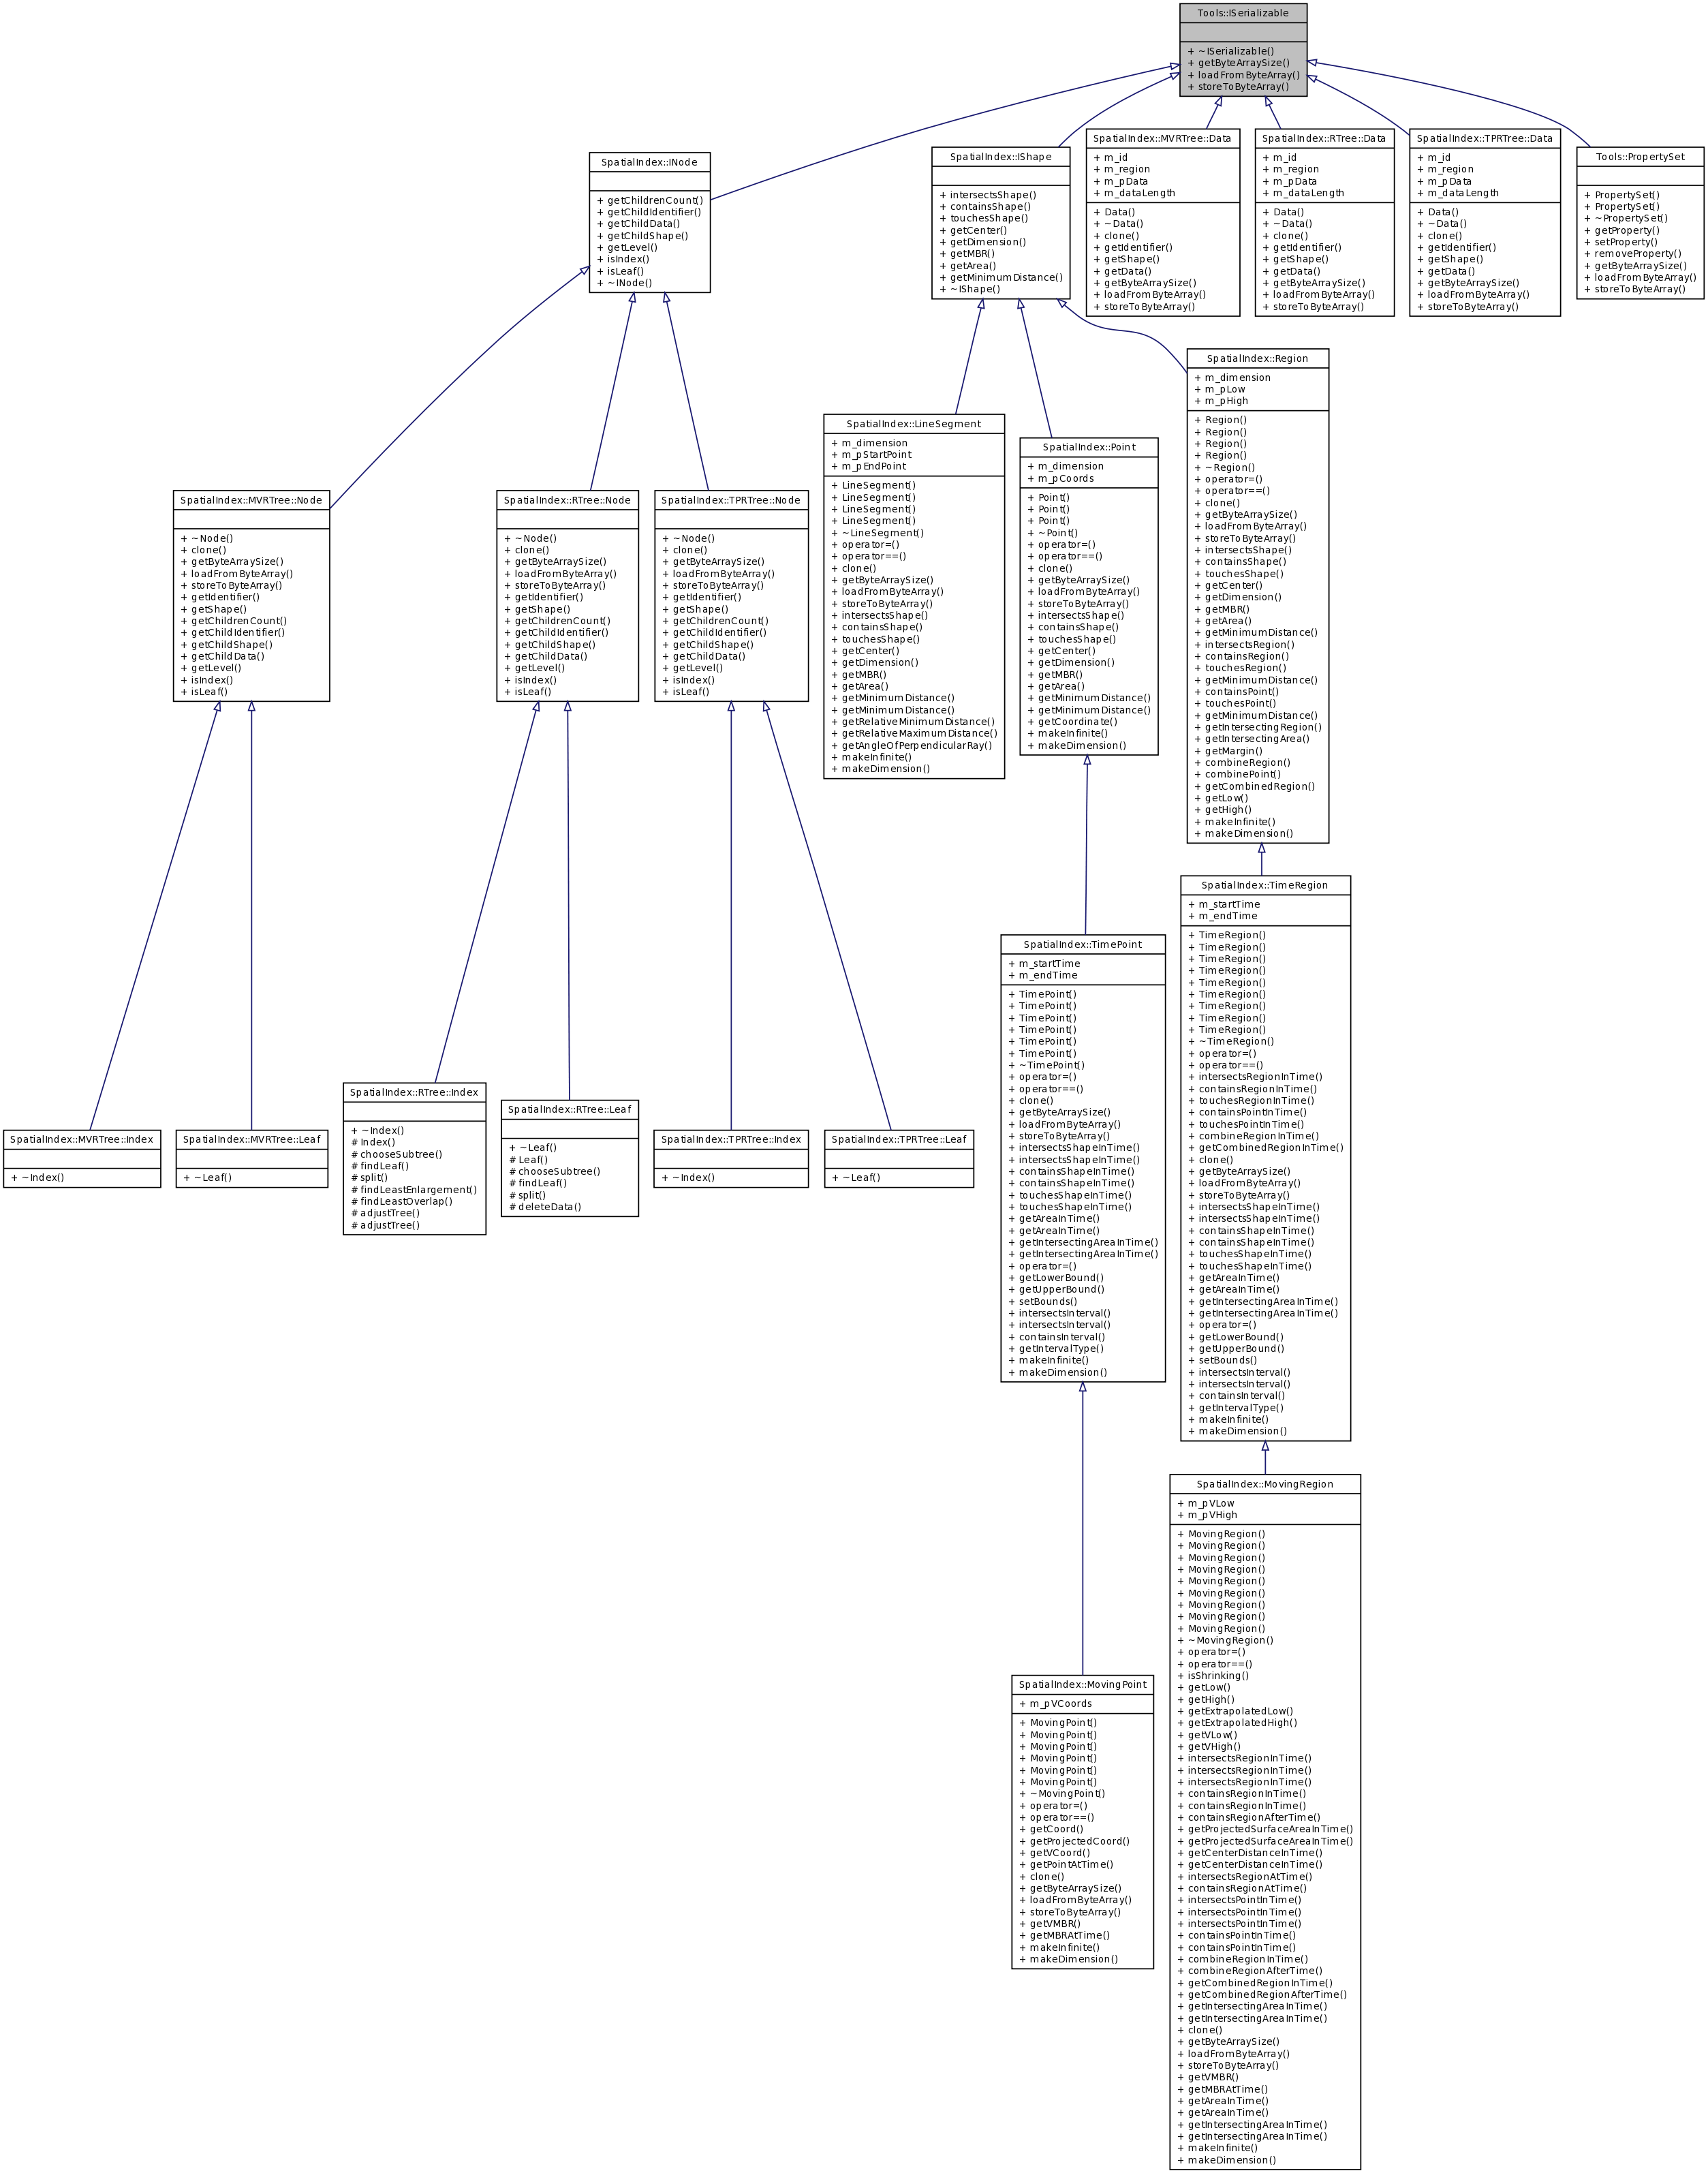 Tools::ISerializable
+ ~ISerializable()
+ getByteArraySize()
+ loadFromByteArray()
+ storeToByteArray()
SpatialIndex::INode
+ getChildrenCount()
+ getChildIdentifier()
+ getChildData()
+ getChildShape()
+ getLevel()
+ isIndex()
+ isLeaf()
+ ~INode()
SpatialIndex::IShape
+ intersectsShape()
+ containsShape()
+ touchesShape()
+ getCenter()
+ getDimension()
+ getMBR()
+ getArea()
+ getMinimumDistance()
+ ~IShape()
SpatialIndex::MVRTree::Data
+ m_id
+ m_region
+ m_pData
+ m_dataLength
+ Data()
+ ~Data()
+ clone()
+ getIdentifier()
+ getShape()
+ getData()
+ getByteArraySize()
+ loadFromByteArray()
+ storeToByteArray()
SpatialIndex::RTree::Data
+ m_id
+ m_region
+ m_pData
+ m_dataLength
+ Data()
+ ~Data()
+ clone()
+ getIdentifier()
+ getShape()
+ getData()
+ getByteArraySize()
+ loadFromByteArray()
+ storeToByteArray()
SpatialIndex::TPRTree::Data
+ m_id
+ m_region
+ m_pData
+ m_dataLength
+ Data()
+ ~Data()
+ clone()
+ getIdentifier()
+ getShape()
+ getData()
+ getByteArraySize()
+ loadFromByteArray()
+ storeToByteArray()
Tools::PropertySet
+ PropertySet()
+ PropertySet()
+ ~PropertySet()
+ getProperty()
+ setProperty()
+ removeProperty()
+ getByteArraySize()
+ loadFromByteArray()
+ storeToByteArray()
SpatialIndex::MVRTree::Node
+ ~Node()
+ clone()
+ getByteArraySize()
+ loadFromByteArray()
+ storeToByteArray()
+ getIdentifier()
+ getShape()
+ getChildrenCount()
+ getChildIdentifier()
+ getChildShape()
+ getChildData()
+ getLevel()
+ isIndex()
+ isLeaf()
SpatialIndex::RTree::Node
+ ~Node()
+ clone()
+ getByteArraySize()
+ loadFromByteArray()
+ storeToByteArray()
+ getIdentifier()
+ getShape()
+ getChildrenCount()
+ getChildIdentifier()
+ getChildShape()
+ getChildData()
+ getLevel()
+ isIndex()
+ isLeaf()
SpatialIndex::TPRTree::Node
+ ~Node()
+ clone()
+ getByteArraySize()
+ loadFromByteArray()
+ storeToByteArray()
+ getIdentifier()
+ getShape()
+ getChildrenCount()
+ getChildIdentifier()
+ getChildShape()
+ getChildData()
+ getLevel()
+ isIndex()
+ isLeaf()
SpatialIndex::LineSegment
+ m_dimension
+ m_pStartPoint
+ m_pEndPoint
+ LineSegment()
+ LineSegment()
+ LineSegment()
+ LineSegment()
+ ~LineSegment()
+ operator=()
+ operator==()
+ clone()
+ getByteArraySize()
+ loadFromByteArray()
+ storeToByteArray()
+ intersectsShape()
+ containsShape()
+ touchesShape()
+ getCenter()
+ getDimension()
+ getMBR()
+ getArea()
+ getMinimumDistance()
+ getMinimumDistance()
+ getRelativeMinimumDistance()
+ getRelativeMaximumDistance()
+ getAngleOfPerpendicularRay()
+ makeInfinite()
+ makeDimension()
SpatialIndex::Point
+ m_dimension
+ m_pCoords
+ Point()
+ Point()
+ Point()
+ ~Point()
+ operator=()
+ operator==()
+ clone()
+ getByteArraySize()
+ loadFromByteArray()
+ storeToByteArray()
+ intersectsShape()
+ containsShape()
+ touchesShape()
+ getCenter()
+ getDimension()
+ getMBR()
+ getArea()
+ getMinimumDistance()
+ getMinimumDistance()
+ getCoordinate()
+ makeInfinite()
+ makeDimension()
SpatialIndex::Region
+ m_dimension
+ m_pLow
+ m_pHigh
+ Region()
+ Region()
+ Region()
+ Region()
+ ~Region()
+ operator=()
+ operator==()
+ clone()
+ getByteArraySize()
+ loadFromByteArray()
+ storeToByteArray()
+ intersectsShape()
+ containsShape()
+ touchesShape()
+ getCenter()
+ getDimension()
+ getMBR()
+ getArea()
+ getMinimumDistance()
+ intersectsRegion()
+ containsRegion()
+ touchesRegion()
+ getMinimumDistance()
+ containsPoint()
+ touchesPoint()
+ getMinimumDistance()
+ getIntersectingRegion()
+ getIntersectingArea()
+ getMargin()
+ combineRegion()
+ combinePoint()
+ getCombinedRegion()
+ getLow()
+ getHigh()
+ makeInfinite()
+ makeDimension()
SpatialIndex::MVRTree::Index
+ ~Index()
SpatialIndex::MVRTree::Leaf
+ ~Leaf()
SpatialIndex::RTree::Index
+ ~Index()
# Index()
# chooseSubtree()
# findLeaf()
# split()
# findLeastEnlargement()
# findLeastOverlap()
# adjustTree()
# adjustTree()
SpatialIndex::RTree::Leaf
+ ~Leaf()
# Leaf()
# chooseSubtree()
# findLeaf()
# split()
# deleteData()
SpatialIndex::TPRTree::Index
+ ~Index()
SpatialIndex::TPRTree::Leaf
+ ~Leaf()
SpatialIndex::TimePoint
+ m_startTime
+ m_endTime
+ TimePoint()
+ TimePoint()
+ TimePoint()
+ TimePoint()
+ TimePoint()
+ TimePoint()
+ ~TimePoint()
+ operator=()
+ operator==()
+ clone()
+ getByteArraySize()
+ loadFromByteArray()
+ storeToByteArray()
+ intersectsShapeInTime()
+ intersectsShapeInTime()
+ containsShapeInTime()
+ containsShapeInTime()
+ touchesShapeInTime()
+ touchesShapeInTime()
+ getAreaInTime()
+ getAreaInTime()
+ getIntersectingAreaInTime()
+ getIntersectingAreaInTime()
+ operator=()
+ getLowerBound()
+ getUpperBound()
+ setBounds()
+ intersectsInterval()
+ intersectsInterval()
+ containsInterval()
+ getIntervalType()
+ makeInfinite()
+ makeDimension()
SpatialIndex::TimeRegion
+ m_startTime
+ m_endTime
+ TimeRegion()
+ TimeRegion()
+ TimeRegion()
+ TimeRegion()
+ TimeRegion()
+ TimeRegion()
+ TimeRegion()
+ TimeRegion()
+ TimeRegion()
+ ~TimeRegion()
+ operator=()
+ operator==()
+ intersectsRegionInTime()
+ containsRegionInTime()
+ touchesRegionInTime()
+ containsPointInTime()
+ touchesPointInTime()
+ combineRegionInTime()
+ getCombinedRegionInTime()
+ clone()
+ getByteArraySize()
+ loadFromByteArray()
+ storeToByteArray()
+ intersectsShapeInTime()
+ intersectsShapeInTime()
+ containsShapeInTime()
+ containsShapeInTime()
+ touchesShapeInTime()
+ touchesShapeInTime()
+ getAreaInTime()
+ getAreaInTime()
+ getIntersectingAreaInTime()
+ getIntersectingAreaInTime()
+ operator=()
+ getLowerBound()
+ getUpperBound()
+ setBounds()
+ intersectsInterval()
+ intersectsInterval()
+ containsInterval()
+ getIntervalType()
+ makeInfinite()
+ makeDimension()
SpatialIndex::MovingPoint
+ m_pVCoords
+ MovingPoint()
+ MovingPoint()
+ MovingPoint()
+ MovingPoint()
+ MovingPoint()
+ MovingPoint()
+ ~MovingPoint()
+ operator=()
+ operator==()
+ getCoord()
+ getProjectedCoord()
+ getVCoord()
+ getPointAtTime()
+ clone()
+ getByteArraySize()
+ loadFromByteArray()
+ storeToByteArray()
+ getVMBR()
+ getMBRAtTime()
+ makeInfinite()
+ makeDimension()
SpatialIndex::MovingRegion
+ m_pVLow
+ m_pVHigh
+ MovingRegion()
+ MovingRegion()
+ MovingRegion()
+ MovingRegion()
+ MovingRegion()
+ MovingRegion()
+ MovingRegion()
+ MovingRegion()
+ MovingRegion()
+ ~MovingRegion()
+ operator=()
+ operator==()
+ isShrinking()
+ getLow()
+ getHigh()
+ getExtrapolatedLow()
+ getExtrapolatedHigh()
+ getVLow()
+ getVHigh()
+ intersectsRegionInTime()
+ intersectsRegionInTime()
+ intersectsRegionInTime()
+ containsRegionInTime()
+ containsRegionInTime()
+ containsRegionAfterTime()
+ getProjectedSurfaceAreaInTime()
+ getProjectedSurfaceAreaInTime()
+ getCenterDistanceInTime()
+ getCenterDistanceInTime()
+ intersectsRegionAtTime()
+ containsRegionAtTime()
+ intersectsPointInTime()
+ intersectsPointInTime()
+ intersectsPointInTime()
+ containsPointInTime()
+ containsPointInTime()
+ combineRegionInTime()
+ combineRegionAfterTime()
+ getCombinedRegionInTime()
+ getCombinedRegionAfterTime()
+ getIntersectingAreaInTime()
+ getIntersectingAreaInTime()
+ clone()
+ getByteArraySize()
+ loadFromByteArray()
+ storeToByteArray()
+ getVMBR()
+ getMBRAtTime()
+ getAreaInTime()
+ getAreaInTime()
+ getIntersectingAreaInTime()
+ getIntersectingAreaInTime()
+ makeInfinite()
+ makeDimension()